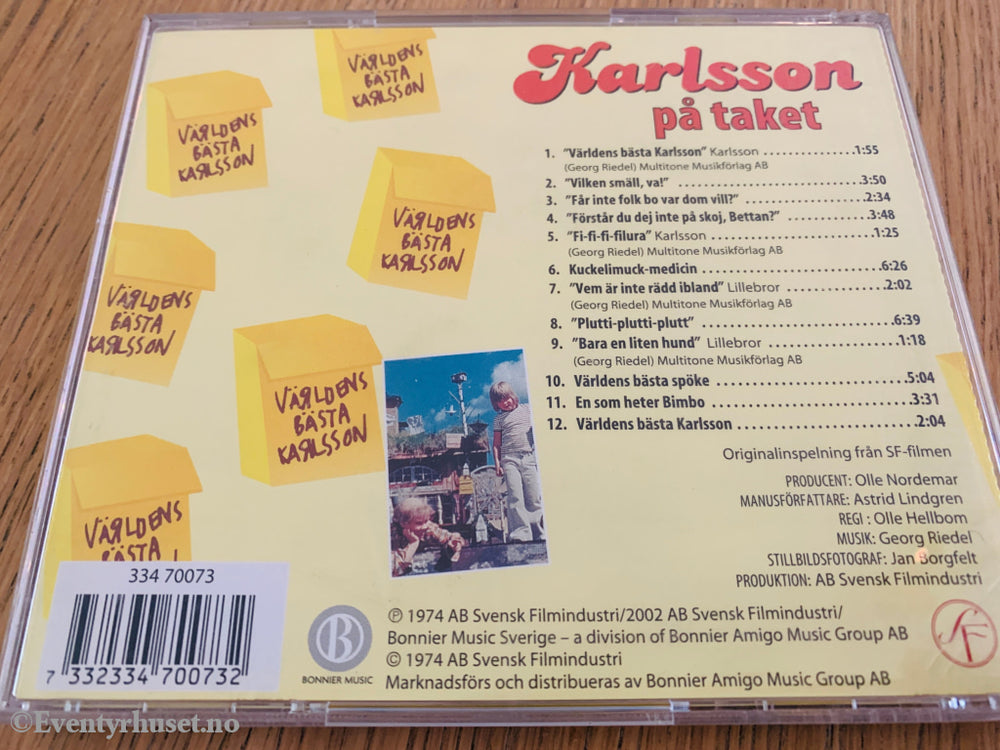 VÄRLDENS
BÄSTA
KARLSSON
VÄRLDENS
BÄSTA
KARLSSON
VÄRLDENS
BÄSTA
KARLSSON
VÄRLDENS
BÄSTA
KARLSSON
VÄRLDENS
BÄSTA
KARLSSON
VÄRLDENS
BÄSTA
Karlsson
på taket
1. "Världens bästa Karlsson" Karlsson ................1:55
(Georg Riedel) Multitone Musikförlag AB
2. "Vilken smäll, va!" ................................3:50
3. "Får inte folk bo var dom vill?" ......................2:34
4. "Förstår du dej inte på skoj, Bettan?" ..............3:48
5. "Fi-fi-fi-filura" Karlsson ..........................1:25
(Georg Riedel) Multitone Musikförlag AB
6. Kuckelimuck-medicin ............................6:26
7. "Vem är inte rädd ibland" Lillebror ................2:02
(Georg Riedel) Multitone Musikförlag AB
8. "Plutti-plutti-plutt" ..............................6:39
9. "Bara en liten hund" Lillebror ....................1:18
(Georg Riedel) Multitone Musikförlag AB
10. Världens bästa spöke ...........................5:04
11. En som heter Bimbo .............................3:31
12. Världens bästa Karlsson .........................2:04
Originalinspelning från SF-filmen
PRODUCENT: Olle Nordemar
MANUSFÖRFATTARE: Astrid Lindgren
REGI : Olle Hellbom
MUSIK: Georg Riedel
STILLBILDSFOTOGRAF: Jan Borgfelt
PRODUKTION: AB Svensk Filmindustri
334 70073
7 332334 700732
B
BONNIER MUSIC
℗ 1974 AB Svensk Filmindustri/2002 AB Svensk Filmindustri/
Bonnier Music Sverige – a division of Bonnier Amigo Music Group AB
© 1974 AB Svensk Filmindustri
Marknadsförs och distribueras av Bonnier Amigo Music Group AB
SF
©Eventyrhuset.no